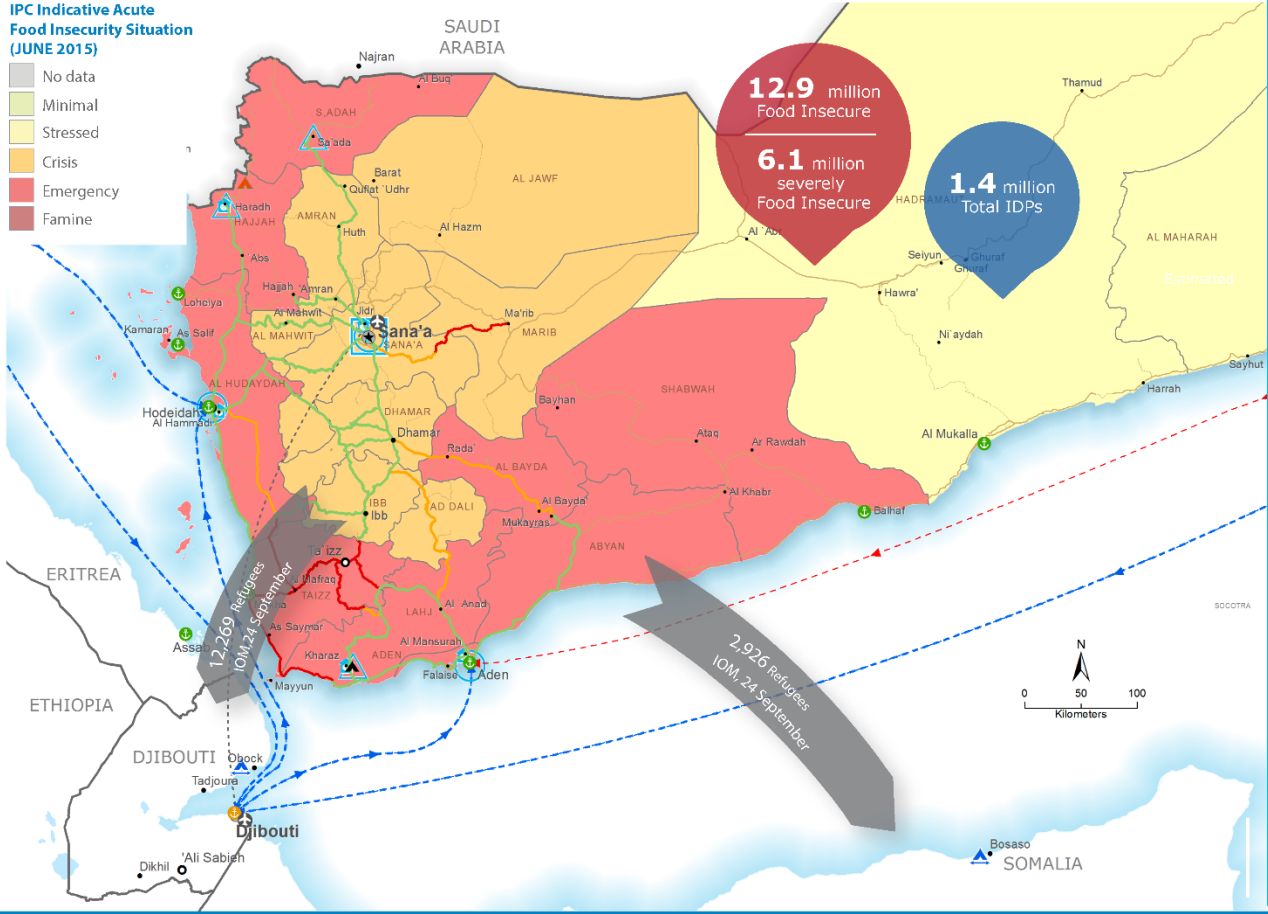 IPC Indicative Acute
Food Insecurity Situation
(JUNE 2015)
No data
Minimal
Stressed
Crisis
Emergency
Famine
n
SAUDI
ARABIA
Najran
Al Buq'
Thamud
12.9 million
Food Insecure
6.1 million
severely
Food Insecure
1.4 million
Total IDPs
S,ADAH
Sa'ada
Barat
Quflat `Udhr
AL JAWF
Haradh
HAJJAH
AMRAN
Huth
Al Hazm
HADRAMAUT
AL MAHARAH
Al `Abr
Seiyun
Ghuraf
Ghuraf
Estimated
Abs
Hajjah
'Amran
Hawra'
Loheiya
Al Mahwit
Jidr
Ma'rib
Kamaran
As Salif
AL MAHWIT
Sana'a
SANA'A
MARIB
Ni`aydah
Sayhut
AL HUDAYDAH
SHABWAH
Harrah
Hodeidah
Al Hammadi
DHAMAR
Bayhan
Dhamar
Ataq
Ar Rawdah
Al Mukalla
Rada`
AL BAYDA
IBB
Ibb
AD DALI
Al Bayda'
Mukayras
Al Khabr
Balhaf
ABYAN
Ta`izz
ERITREA
Mafraq
TAIZZ
LAHJ
Al `Anad
SOCOTRA
As Saymar
Assab
Al Mansurah
Kharaz
ADEN
Falaise
Aden
Mayyun
12,269 Refugees
IOM,24 September
2,926 Refugees
IOM, 24 September
N
0
50
100
Kilometers
ETHIOPIA
DJIBOUTI
Obock
Tadjoura
Djibouti
'Ali Sabieh
Dikhil
Bosaso
SOMALIA